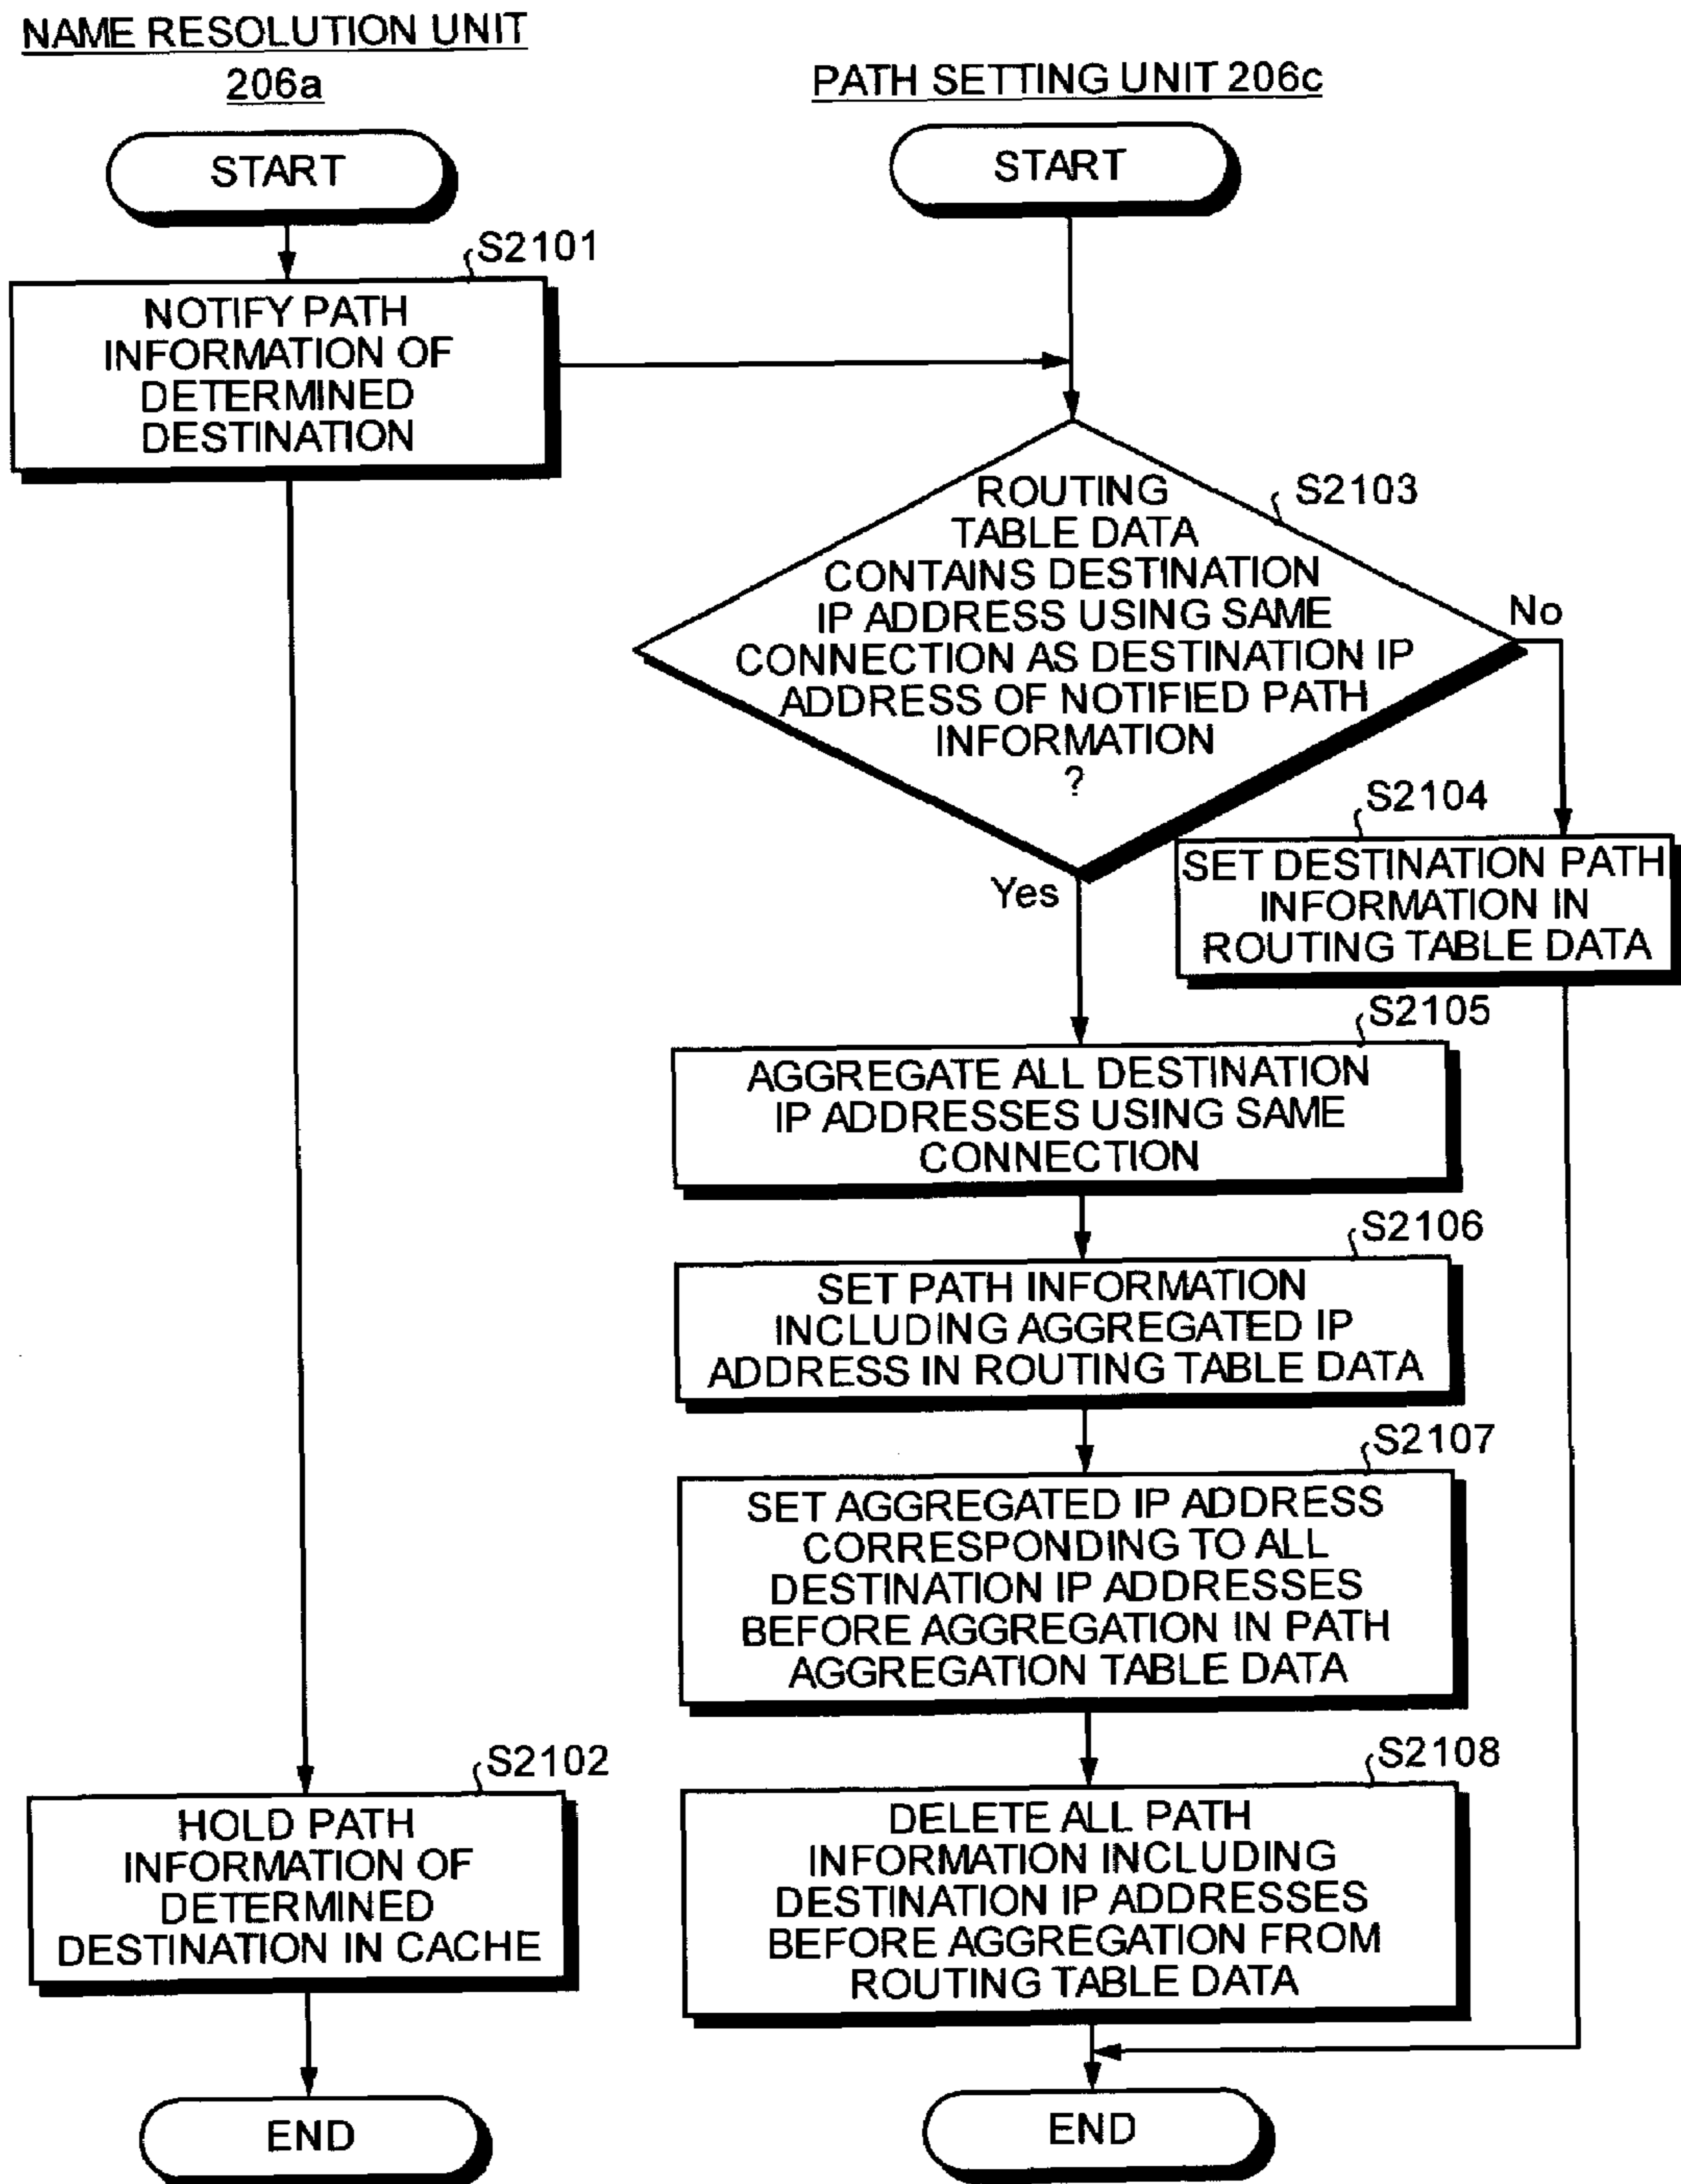 NAME RESOLUTION UNIT
206a
START
S2101
NOTIFY PATH
INFORMATION OF
DETERMINED
DESTINATION
S2102
HOLD PATH
INFORMATION OF
DETERMINED
DESTINATION IN CACHE
END
PATH SETTING UNIT 206c
START
S2103
ROUTING
TABLE DATA
CONTAINS DESTINATION
IP ADDRESS USING SAME
CONNECTION AS DESTINATION IP
ADDRESS OF NOTIFIED PATH
INFORMATION
?
No
S2104
SET DESTINATION PATH
INFORMATION IN
ROUTING TABLE DATA
Yes
S2105
AGGREGATE ALL DESTINATION
IP ADDRESSES USING SAME
CONNECTION
S2106
SET PATH INFORMATION
INCLUDING AGGREGATED IP
ADDRESS IN ROUTING TABLE DATA
S2107
SET AGGREGATED IP ADDRESS
CORRESPONDING TO ALL
DESTINATION IP ADDRESSES
BEFORE AGGREGATION IN PATH
AGGREGATION TABLE DATA
S2108
DELETE ALL PATH
INFORMATION INCLUDING
DESTINATION IP ADDRESSES
BEFORE AGGREGATION FROM
ROUTING TABLE DATA
END